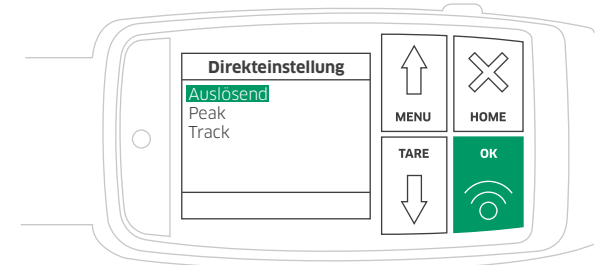 Direkteinstellung
Auslösend
Peak
Track
MENU
HOME
TARE
OK